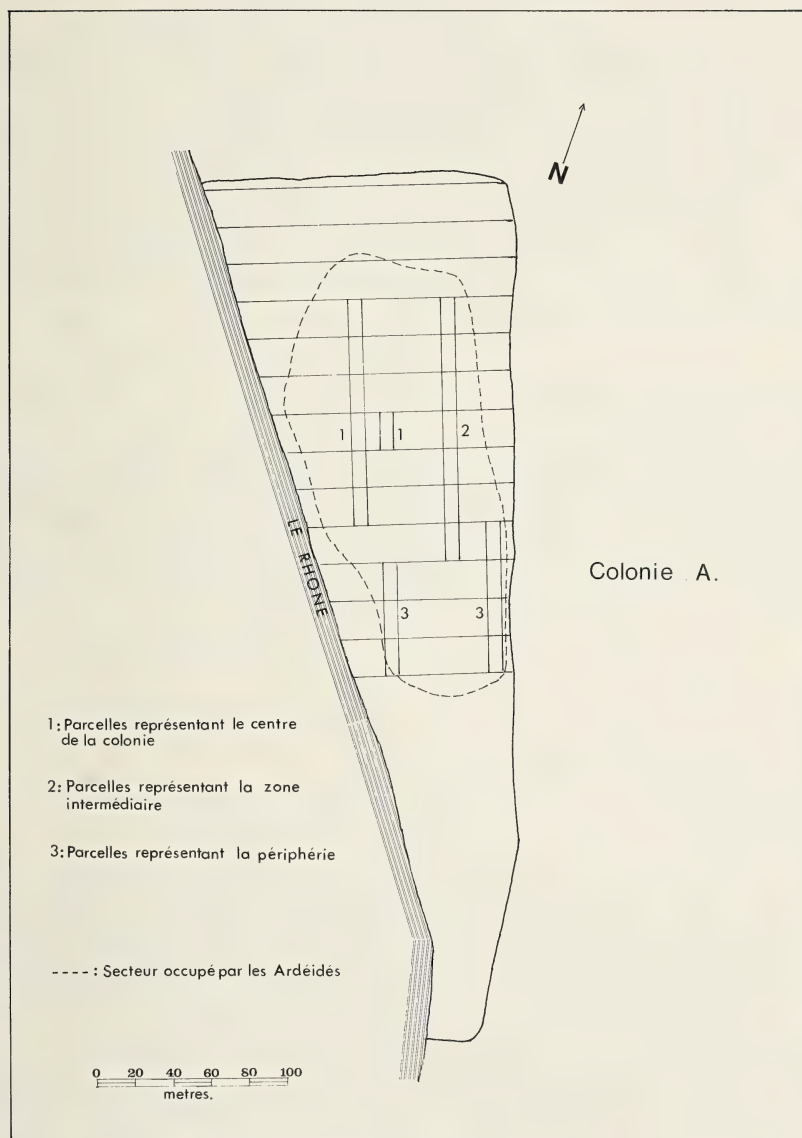 N
1
1
2
LE RHONE
Colonie A.
3
3
1: Parcelles représentant le centre
de la colonie
2: Parcelles représentant la zone
intermédiaire
3: Parcelles représentant la périphérie
----: Secteur occupé par les Ardéidés
0 20 40 60 80 100
metres.